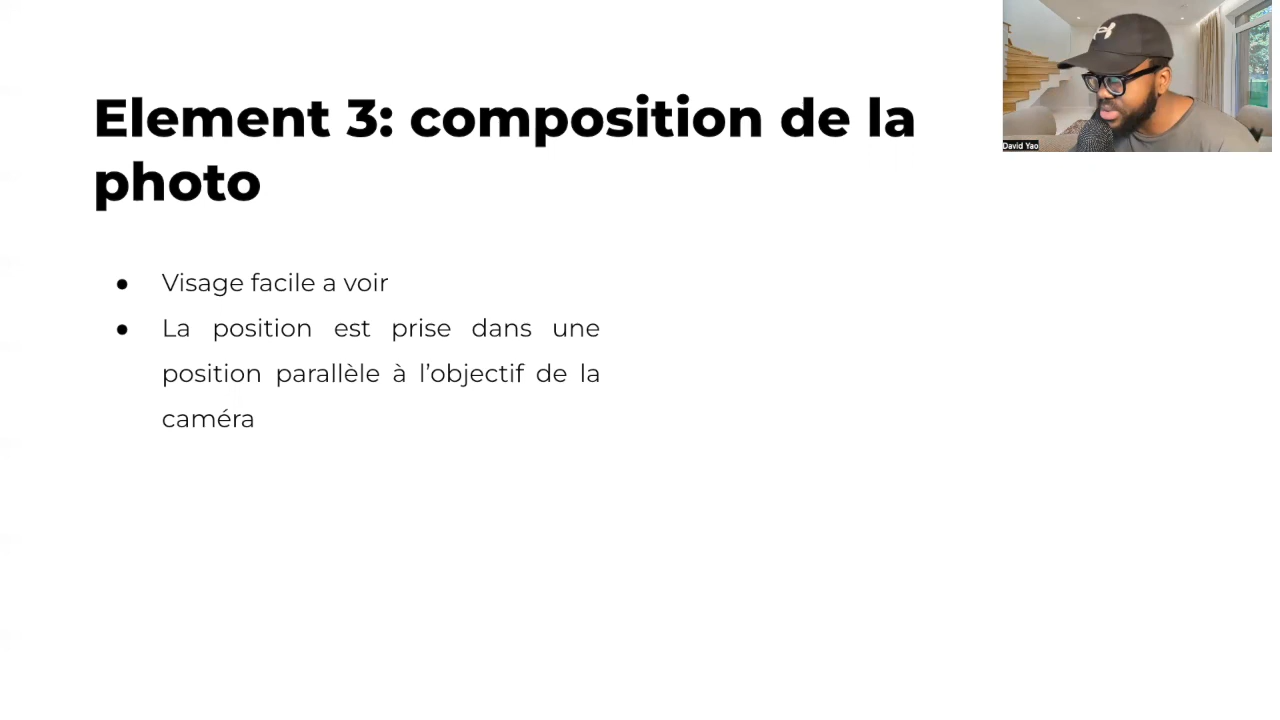 Element 3: composition de la
photo
● Visage facile a voir
● La position est prise dans une
position parallèle à l’objectif de la
caméra
David Yao